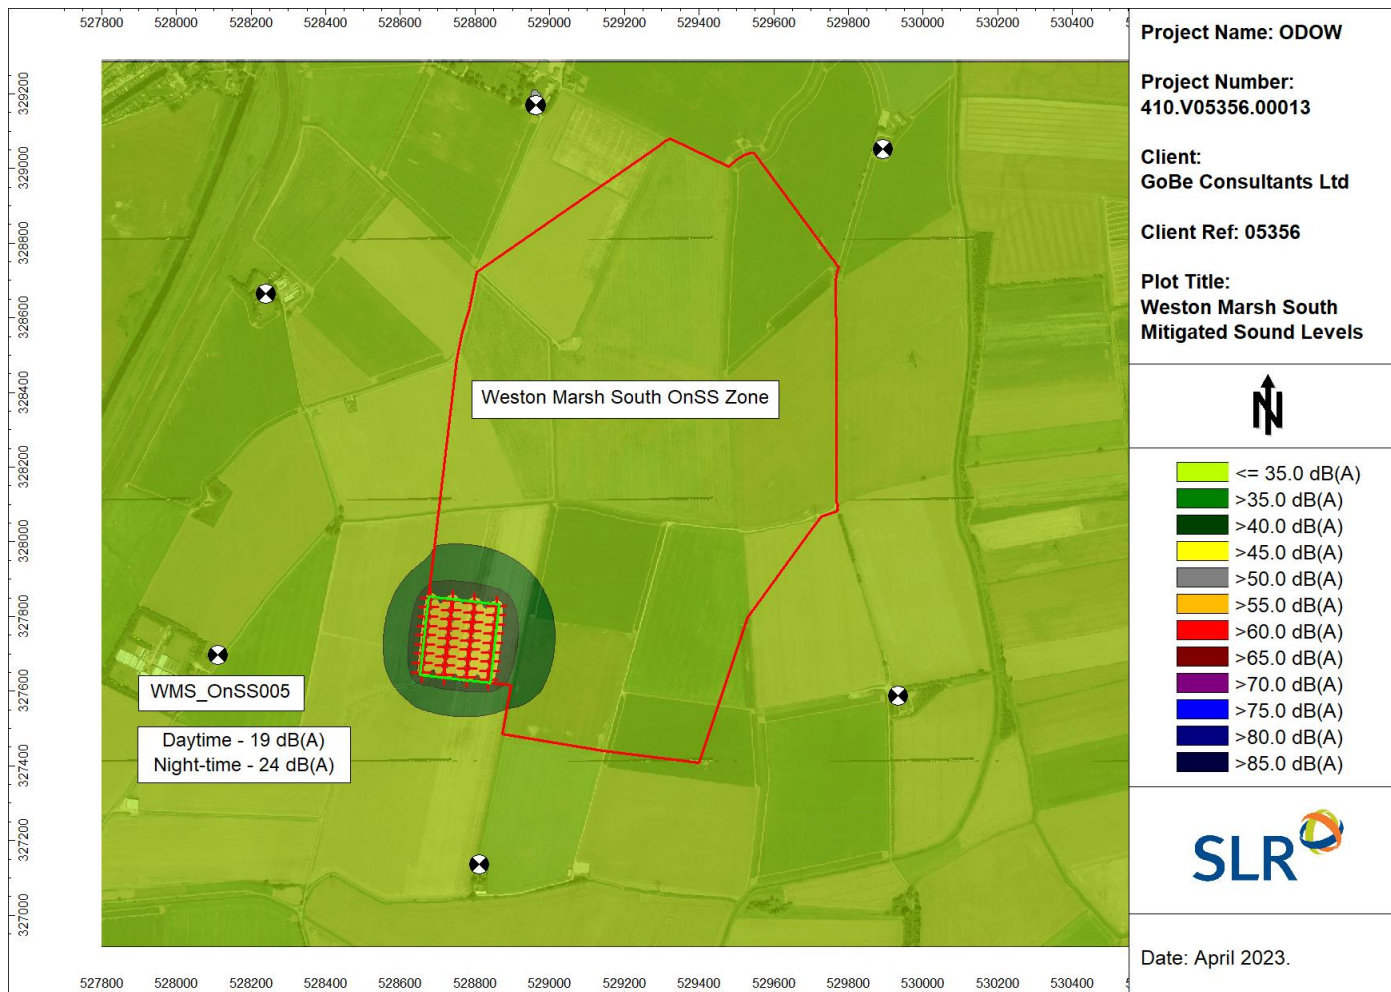 527800 528000 528200 528400 528600 528800 529000 529200 529400 529600 529800 530000 530200 530400
329200
329000
328800
328600
328400
328200
328000
327800
327600
327400
327200
327000
Weston Marsh South OnSS Zone
WMS_OnSS005
Daytime - 19 dB(A)
Night-time - 24 dB(A)
527800 528000 528200 528400 528600 528800 529000 529200 529400 529600 529800 530000 530200 530400
Project Name: ODOW
Project Number:
410.V05356.00013
Client:
GoBe Consultants Ltd
Client Ref: 05356
Plot Title:
Weston Marsh South
Mitigated Sound Levels
N
<= 35.0 dB(A)
>35.0 dB(A)
>40.0 dB(A)
>45.0 dB(A)
>50.0 dB(A)
>55.0 dB(A)
>60.0 dB(A)
>65.0 dB(A)
>70.0 dB(A)
>75.0 dB(A)
>80.0 dB(A)
>85.0 dB(A)
SLR
Date: April 2023.